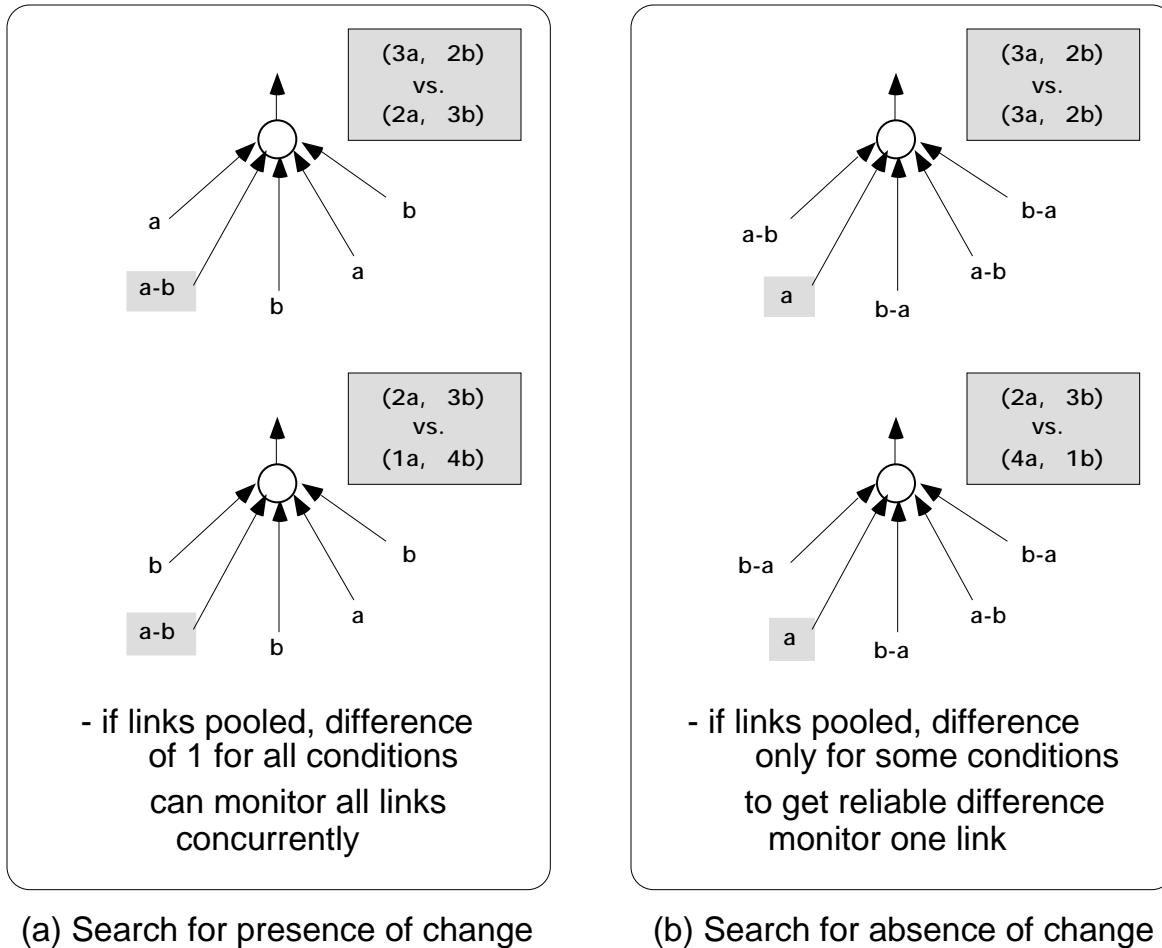 (3a, 2b)
vs.
(2a, 3b)
a
b
a-b
a
b
(2a, 3b)
vs.
(1a, 4b)
b
b
a-b
a
b
- if links pooled, difference
of 1 for all conditions
can monitor all links
concurrently
(a) Search for presence of change
(3a, 2b)
vs.
(3a, 2b)
a-b
b-a
a
a-b
b-a
(2a, 3b)
vs.
(4a, 1b)
b-a
b-a
a
a-b
b-a
- if links pooled, difference
only for some conditions
to get reliable difference
monitor one link
(b) Search for absence of change